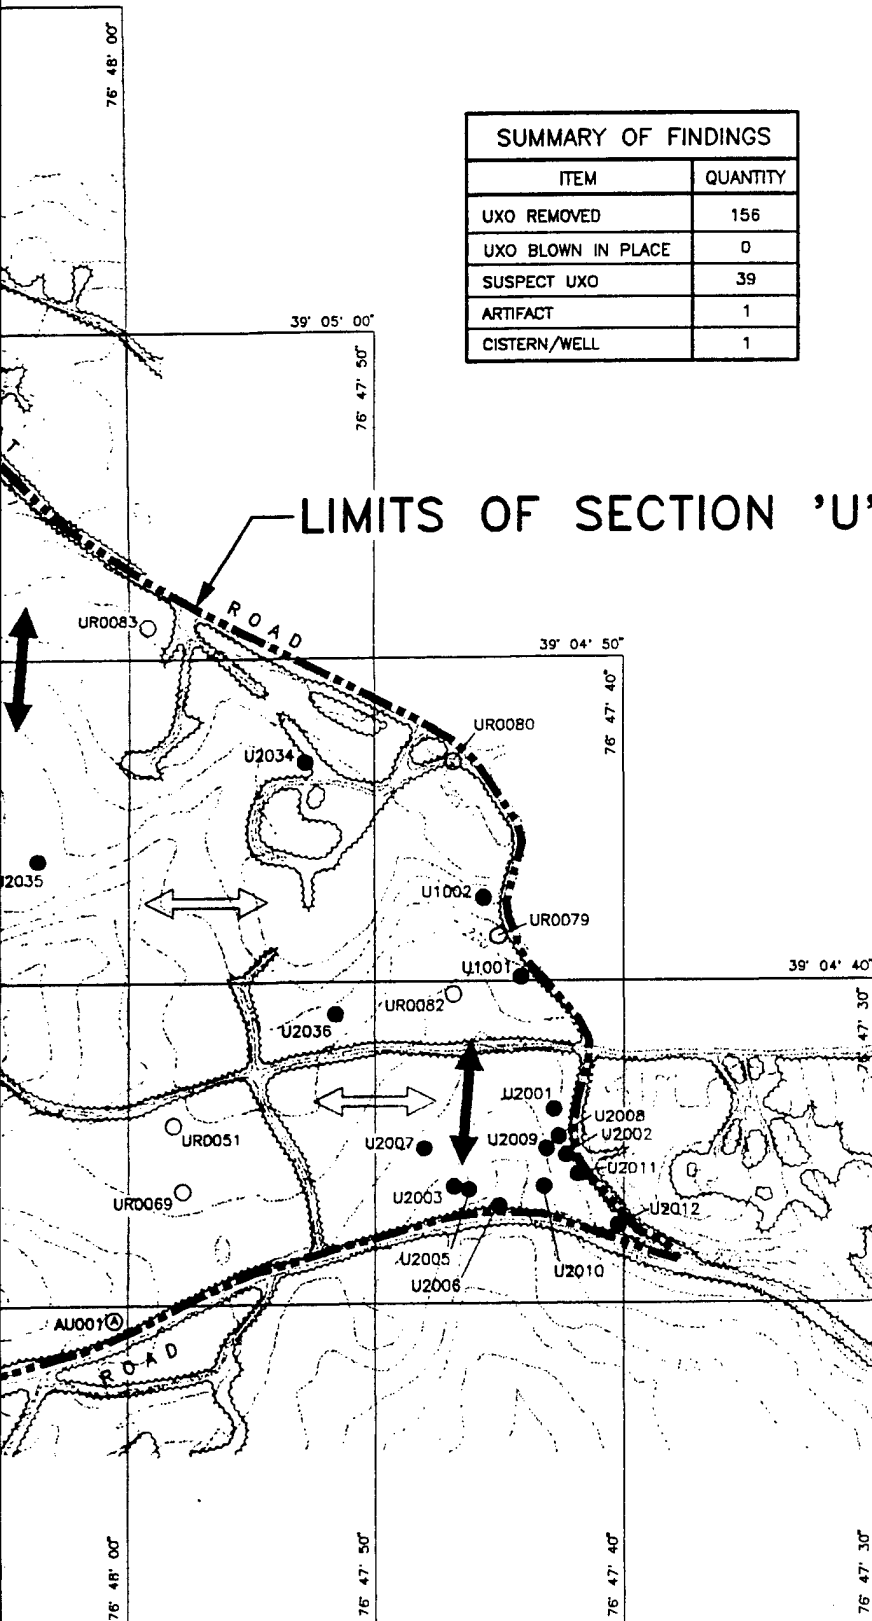 76' 48' 00"
SUMMARY OF FINDINGS
ITEM QUANTITY
UXO REMOVED 156
UXO BLOWN IN PLACE 0
SUSPECT UXO 39
ARTIFACT 1
CISTERN/WELL 1
39' 05' 00"
76' 47' 50"
T
LIMITS OF SECTION 'U'
ROAD
UR0083
39' 04' 50"
76' 47' 40"
UR0080
U2034
U2035
U1002
UR0079
U1001
39' 04' 40"
UR0082
76' 47' 30"
U2036
U2001
U2008
UR0051
U2007
U2009
U2002
U2011
UR0069
U2003
U2012
U2005
U2010
U2006
AU001 A
ROAD
76' 48' 00"
76' 47' 50"
76' 47' 40"
76' 47' 30"